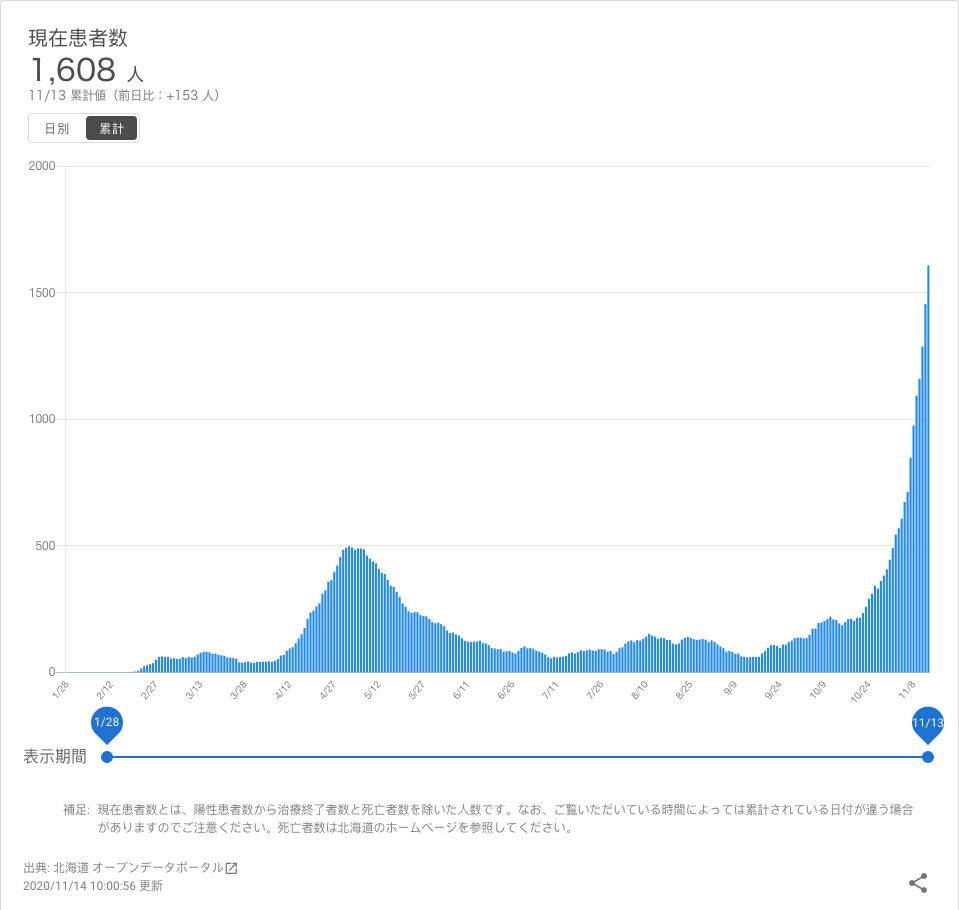 現在患者数
1,608 人
11/13 累計値（前日比：+153 人）
日別 累計
2000
1500
1000
500
0
1/28 2/12 2/27 3/13 3/28 4/12 4/27 5/12 5/27 6/11 6/26 7/11 7/26 8/10 8/25 9/9 9/24 10/9 10/24 11/8
1/28 11/13
表示期間
補足: 現在患者数とは、陽性患者数から治療終了者数と死亡者数を除いた人数です。なお、ご覧いただいている時間によっては累計されている日付が違う場合
がありますのでご注意ください。死亡者数は北海道のホームページを参照してください。
出典: 北海道 オープンデータポータル
2020/11/14 10:00:56 更新